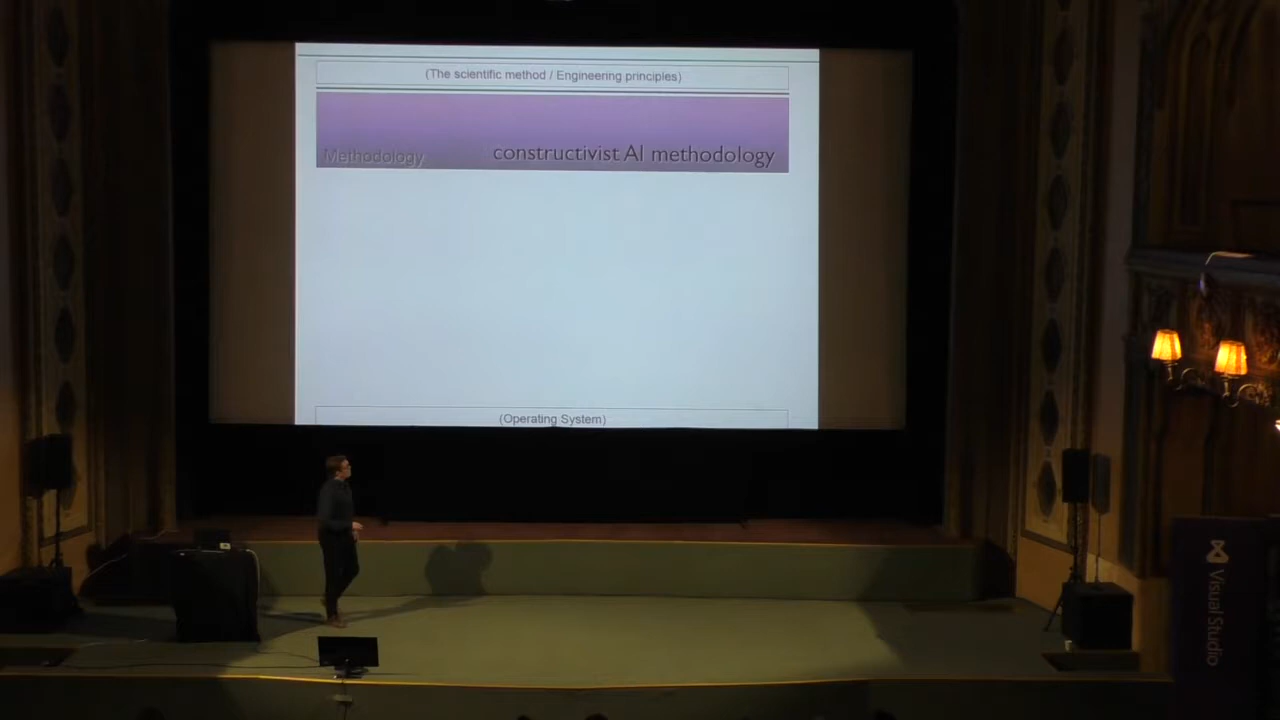 (The scientific method / Engineering principles)
Methodology
constructivist AI methodology
(Operating System)
Visual Studio